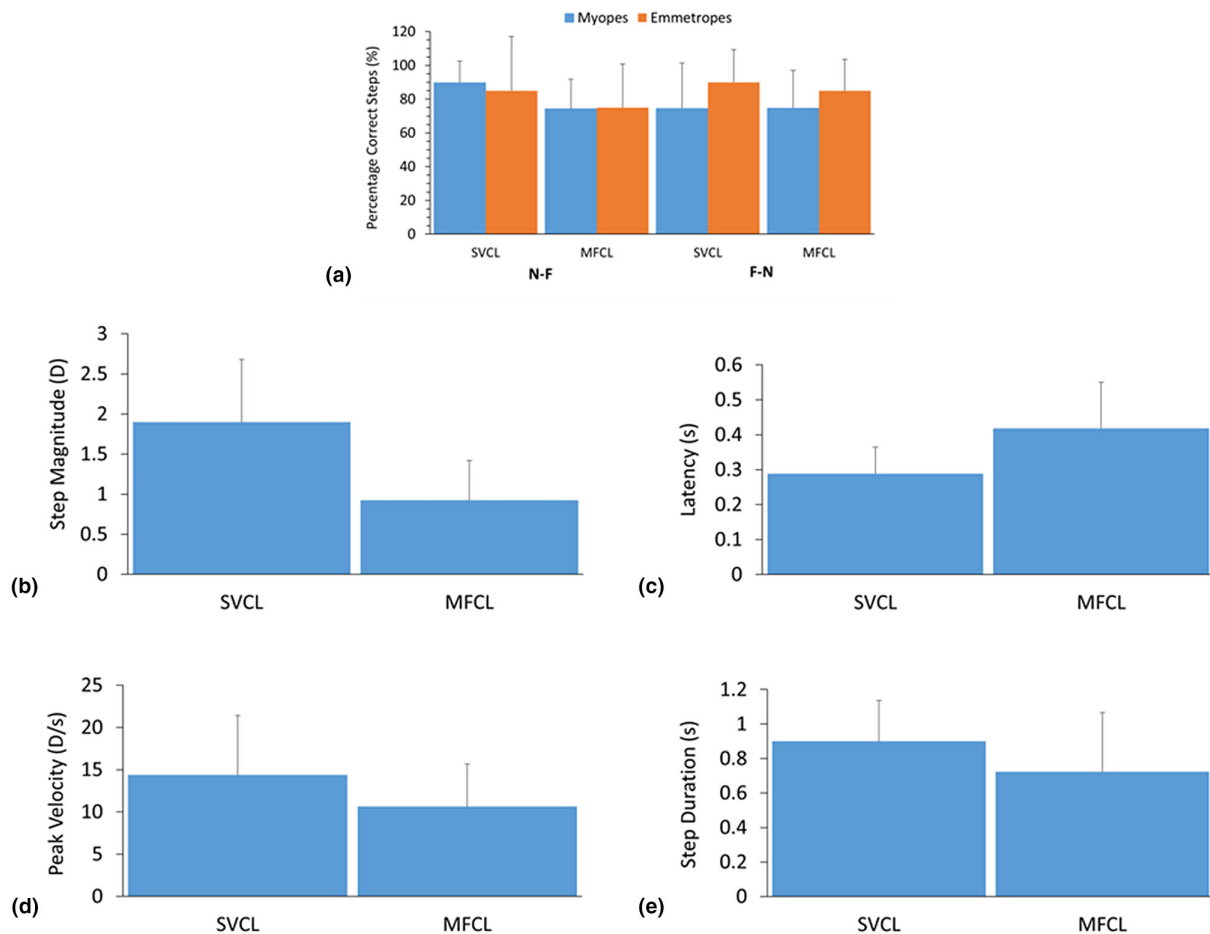 Myopes Emmetropes
Percentage Correct Steps (%)
120
100
80
60
40
20
0
SVCL MFCL SVCL MFCL
N-F F-N
(a)
Step Magnitude (D)
3
2.5
2
1.5
1
0.5
0
SVCL MFCL
(b)
Latency (s)
0.6
0.5
0.4
0.3
0.2
0.1
0
SVCL MFCL
(c)
Peak Velocity (D/s)
25
20
15
10
5
0
SVCL MFCL
(d)
Step Duration (s)
1.2
1
0.8
0.6
0.4
0.2
0
SVCL MFCL
(e)